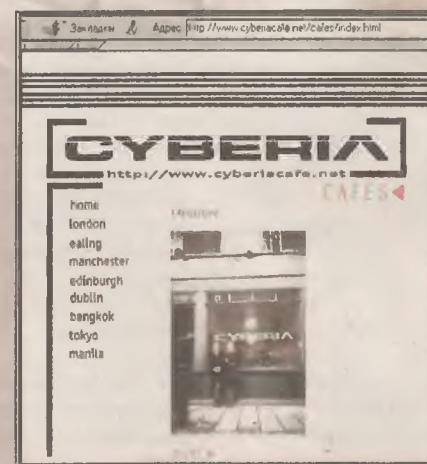 Закладки Адрес http://www.cyberiacafe.net/cafes/index.html
CYBERIA
http://www.cyberiacafe.net
CAFES
home
london
ealing
manchester
edinburgh
dublin
bangkok
tokyo
manila
CYBERIA